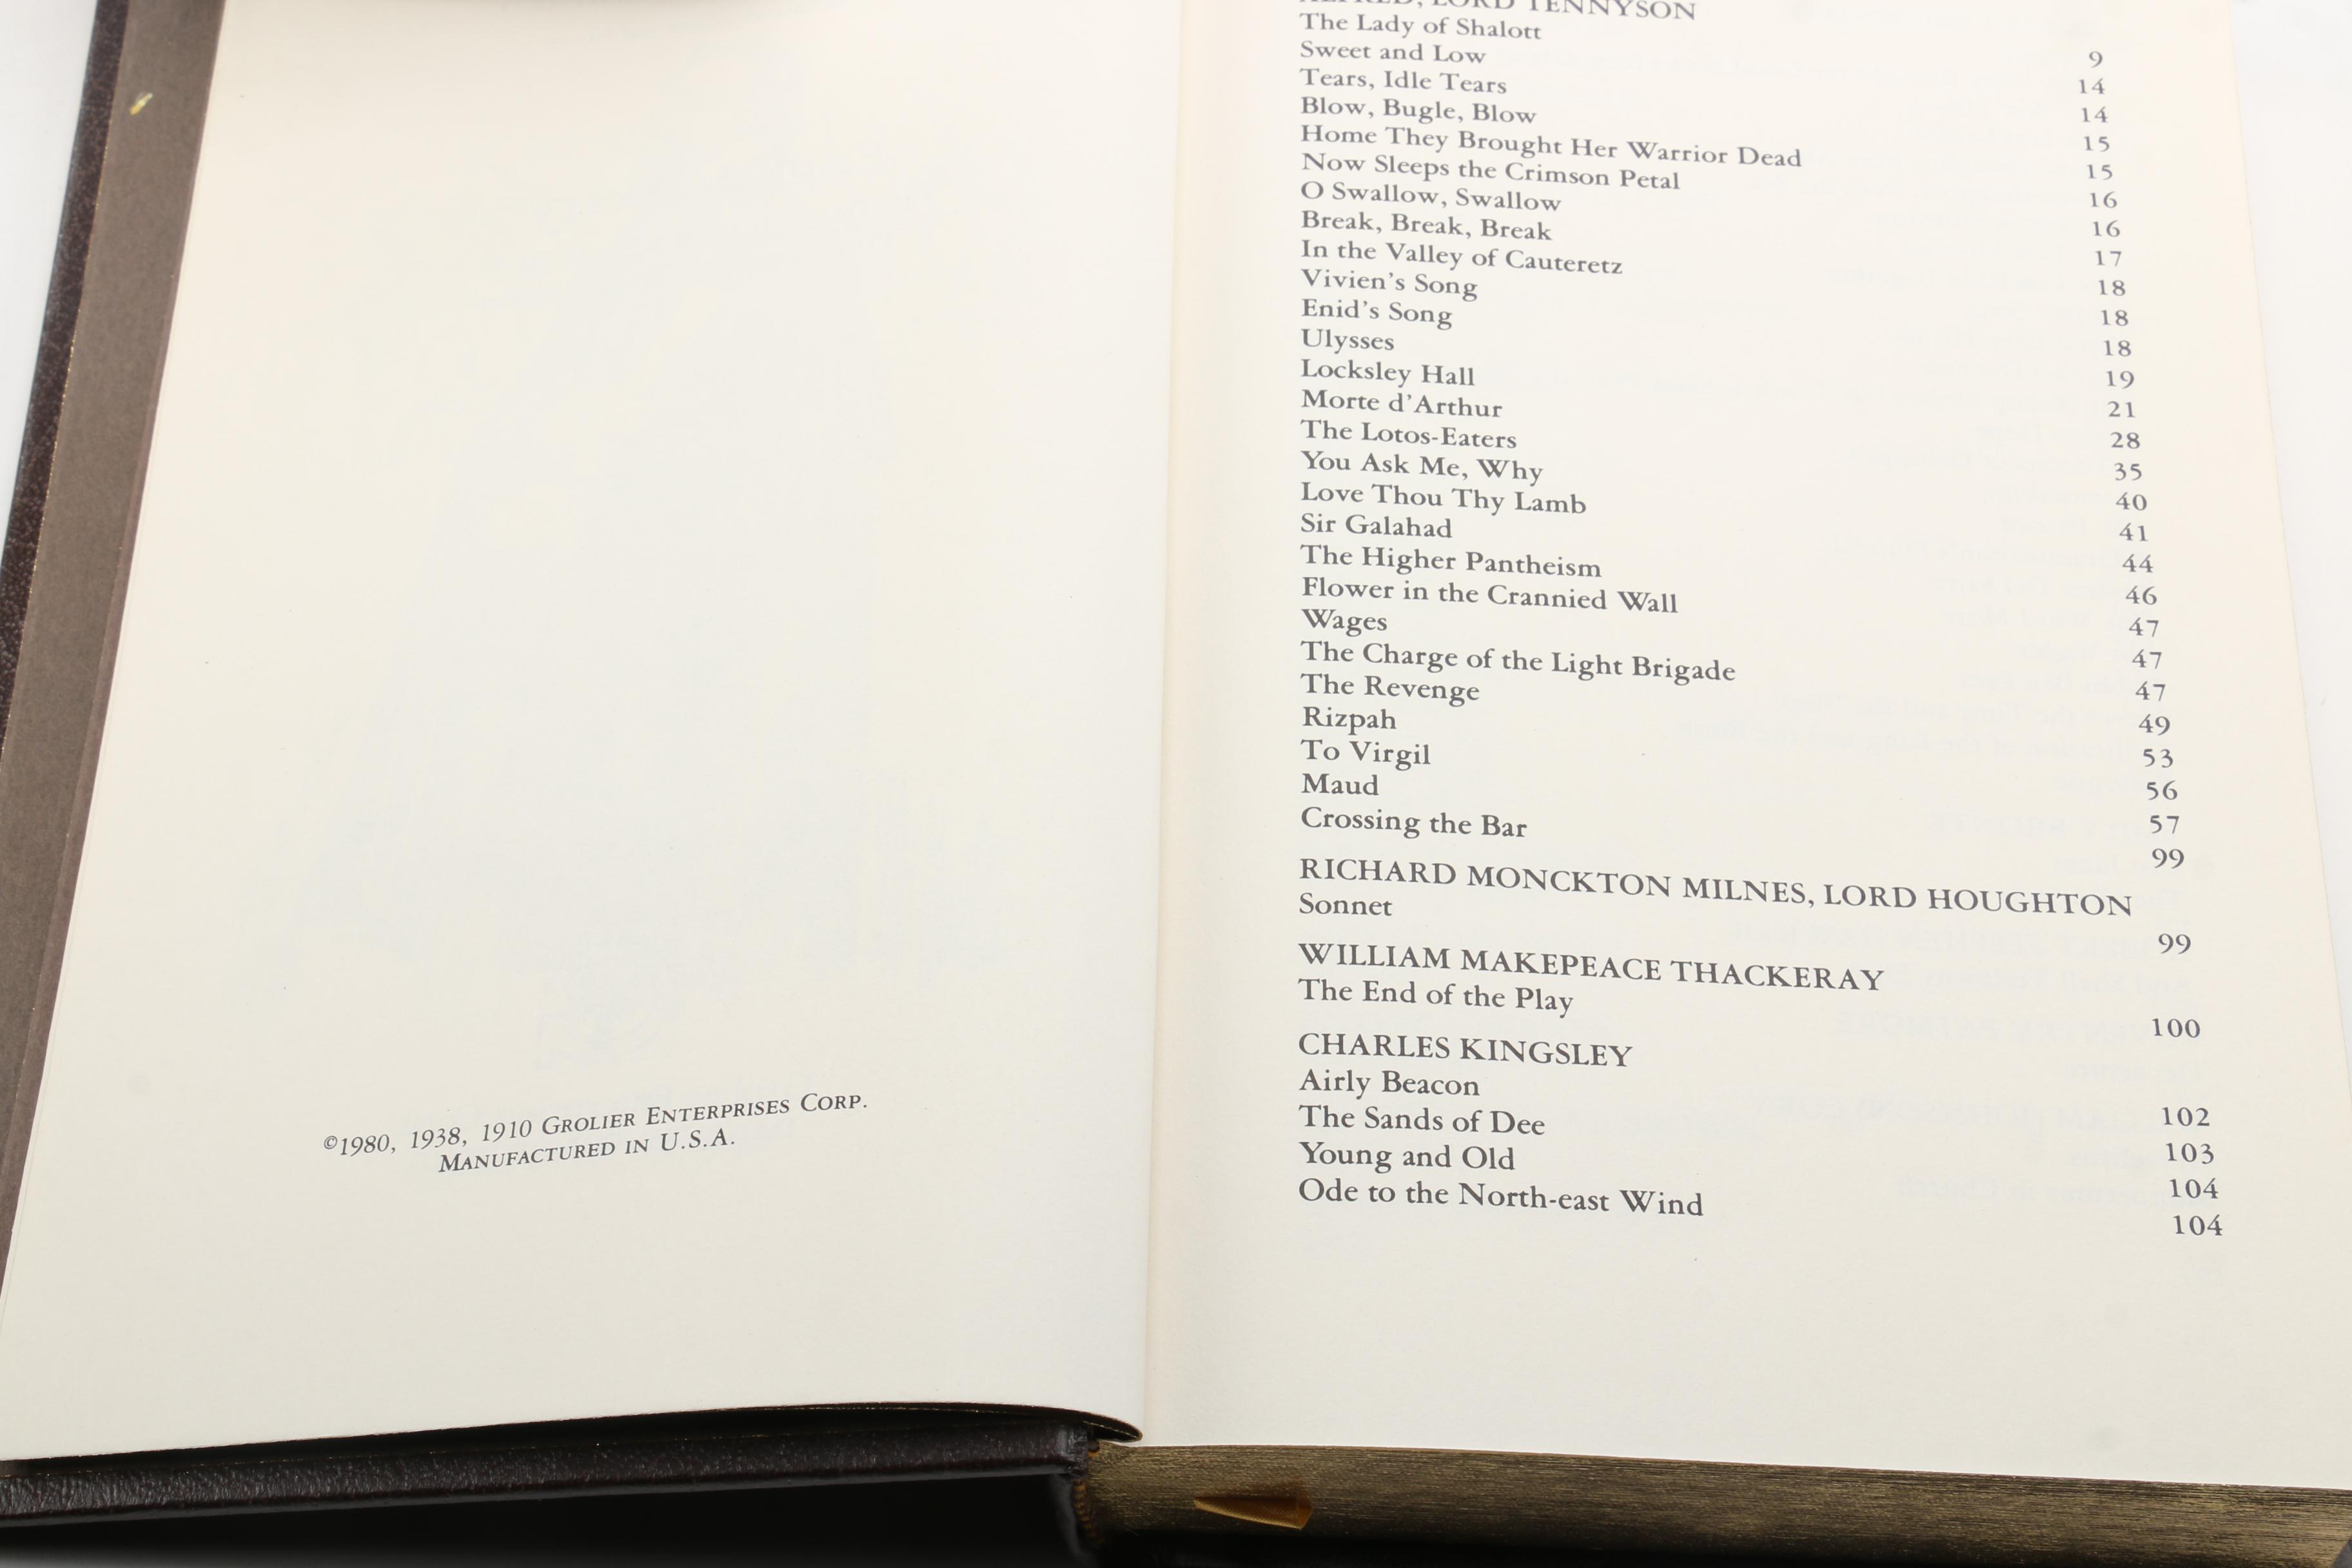 ©1980, 1938, 1910 GROLIER ENTERPRISES CORP.
MANUFACTURED IN U.S.A.
ALFRED, LORD TENNYSON
The Lady of Shalott 9
Sweet and Low 14
Tears, Idle Tears 14
Blow, Bugle, Blow 15
Home They Brought Her Warrior Dead 15
Now Sleeps the Crimson Petal 16
O Swallow, Swallow 16
Break, Break, Break 17
In the Valley of Cauteretz 18
Vivien's Song 18
Enid's Song 18
Ulysses 19
Locksley Hall 21
Morte d'Arthur 28
The Lotos-Eaters 35
You Ask Me, Why 40
Love Thou Thy Lamb 41
Sir Galahad 44
The Higher Pantheism 46
Flower in the Crannied Wall 47
Wages 47
The Charge of the Light Brigade 47
The Revenge 49
Rizpah 53
To Virgil 56
Maud 57
Crossing the Bar 99
RICHARD MONCKTON MILNES, LORD HOUGHTON
Sonnet 99
WILLIAM MAKEPEACE THACKERAY
The End of the Play 100
CHARLES KINGSLEY
Airly Beacon 102
The Sands of Dee 103
Young and Old 104
Ode to the North-east Wind 104